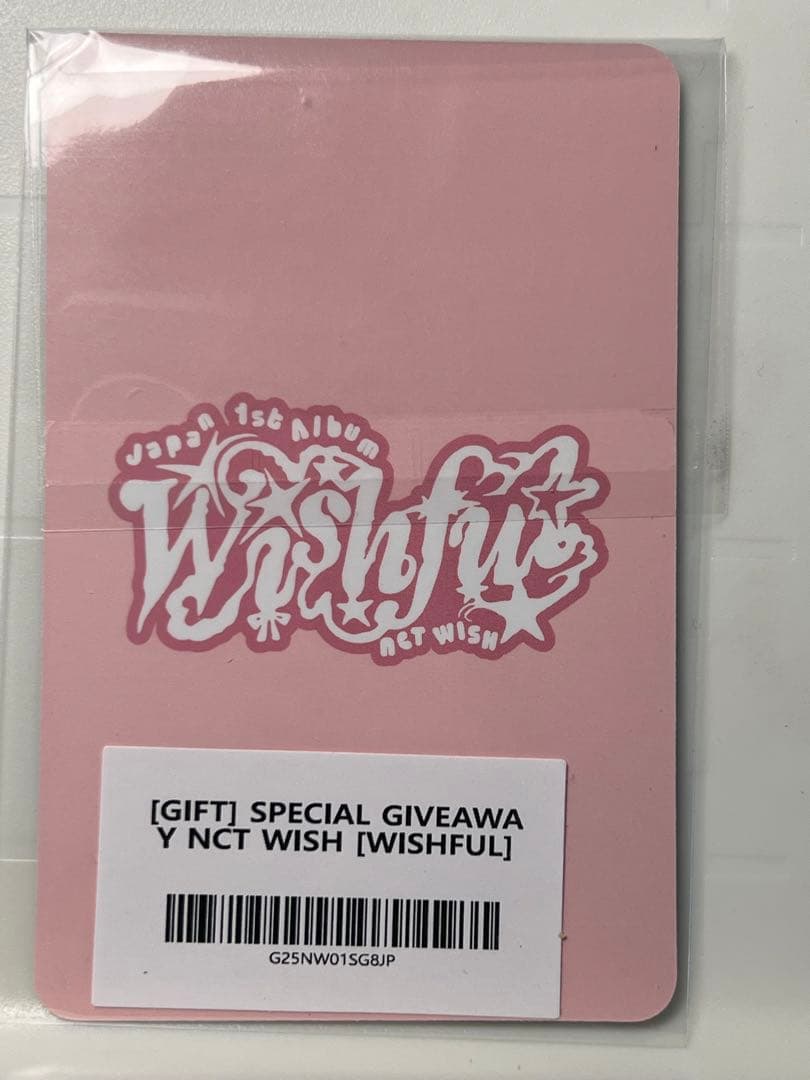 Japan 1st Album
Wishful
NCT WISH
[GIFT] SPECIAL GIVEAWA
Y NCT WISH [WISHFUL]
G25NW01SG8JP